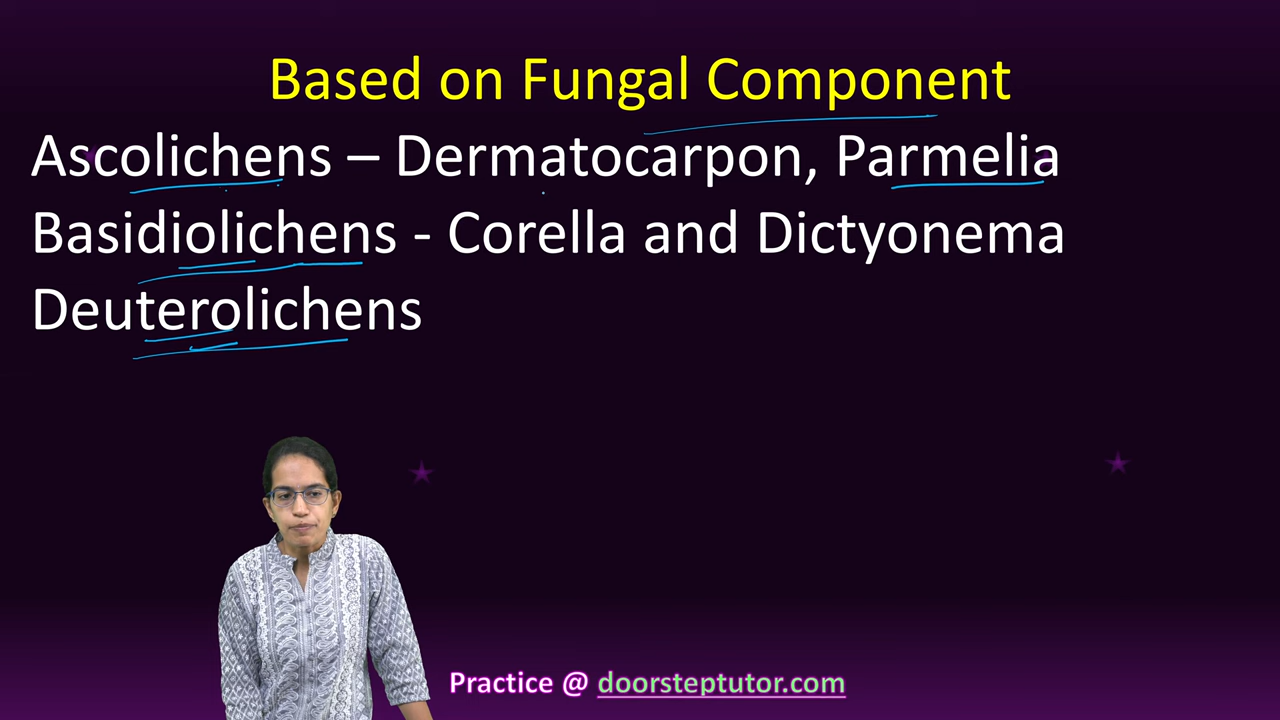 Based on Fungal Component
Ascolichens – Dermatocarpon, Parmelia
Basidiolichens - Corella and Dictyonema
Deuterolichens
Practice @ doorsteptutor.com